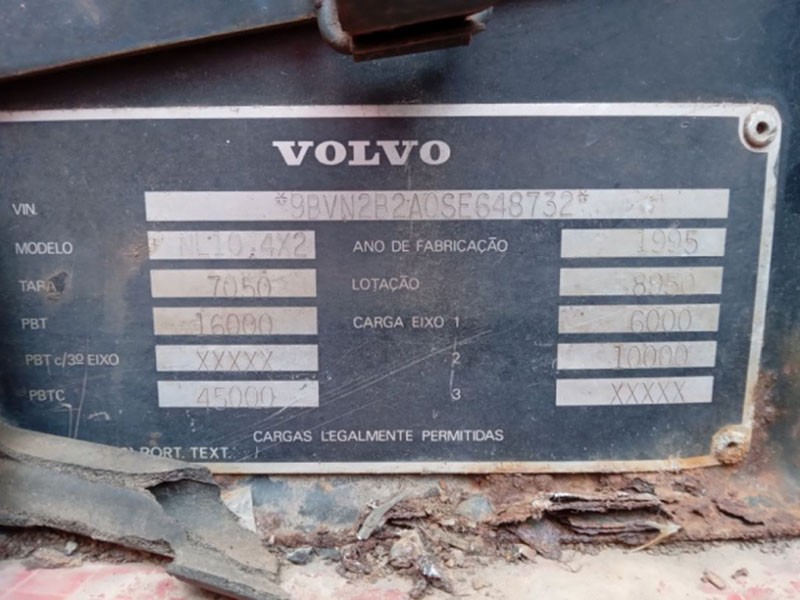 VOLVO
VIN. *9BVN2B2A0SE648732*
MODELO NL10.4X2 ANO DE FABRICAÇÃO 1995
TARA 7050 LOTAÇÃO 8950
PBT 16000 CARGA EIXO 1 6000
PBT c/3º EIXO XXXXX 2 10000
PBTC 45000 3 XXXXX
CARGAS LEGALMENTE PERMITIDAS
PORT. TEXT.